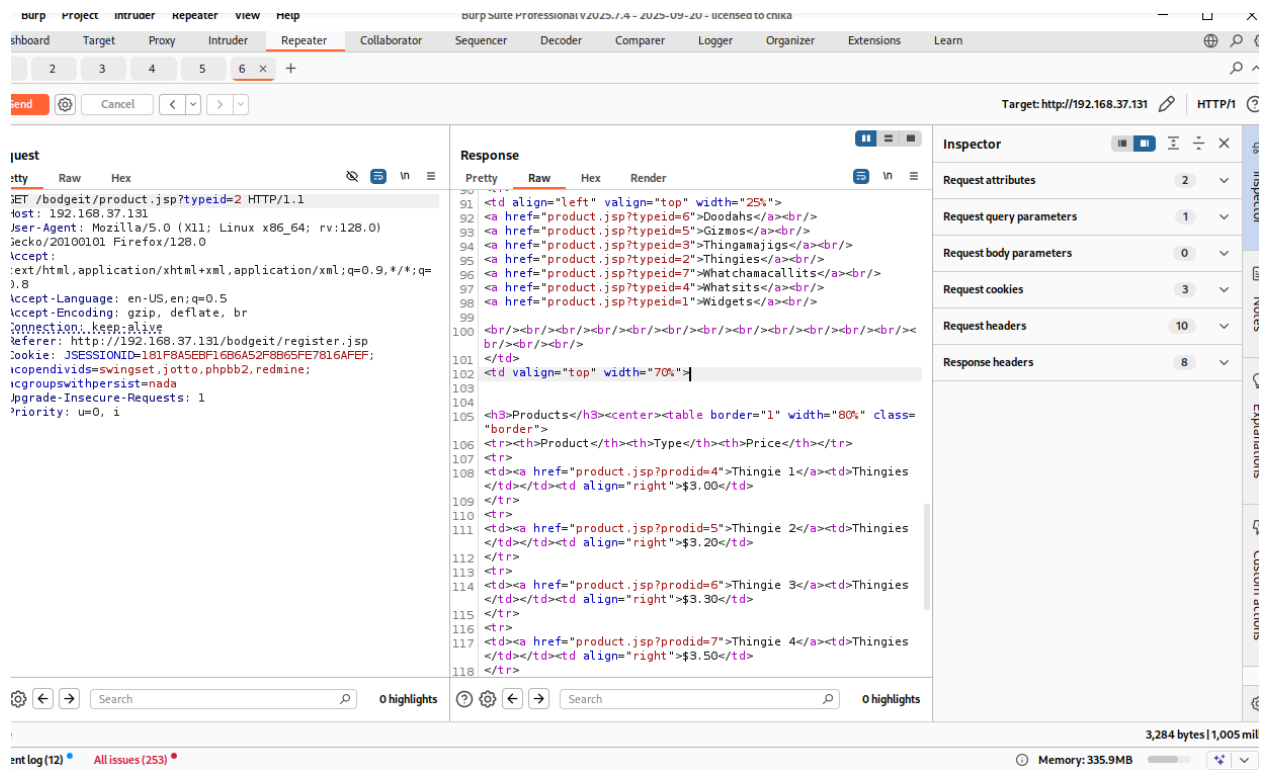 Burp Project Intruder Repeater View Help
Burp Suite Professional v2025.7.4 - 2025-09-20 - licensed to chika
shboard Target Proxy Intruder Repeater Collaborator Sequencer Decoder Comparer Logger Organizer Extensions Learn
2 3 4 5 6 × +
Send Cancel < > Target: http://192.168.37.131 HTTP/1
quest
etty Raw Hex \n
GET /bodgeit/product.jsp?typeid=2 HTTP/1.1
Host: 192.168.37.131
User-Agent: Mozilla/5.0 (X11; Linux x86_64; rv:128.0)
Gecko/20100101 Firefox/128.0
Accept:
text/html,application/xhtml+xml,application/xml;q=0.9,*/*;q=
0.8
Accept-Language: en-US,en;q=0.5
Accept-Encoding: gzip, deflate, br
Connection: keep-alive
Referer: http://192.168.37.131/bodgeit/register.jsp
Cookie: JSESSIONID=181F8A5EBF16B6A52F8B65FE7816AFEF;
acopendivids=swingset,jotto,phpbb2,redmine;
acgroupswithpersist=nada
Upgrade-Insecure-Requests: 1
Priority: u=0, i
Search 0 highlights
Response
Pretty Raw Hex Render \n
90 <tr>
91 <td align="left" valign="top" width="25%">
92 <a href="product.jsp?typeid=6">Doodahs</a><br/>
93 <a href="product.jsp?typeid=5">Gizmos</a><br/>
94 <a href="product.jsp?typeid=3">Thingamajigs</a><br/>
95 <a href="product.jsp?typeid=2">Thingies</a><br/>
96 <a href="product.jsp?typeid=7">Whatchamacallits</a><br/>
97 <a href="product.jsp?typeid=4">Whatsits</a><br/>
98 <a href="product.jsp?typeid=1">Widgets</a><br/>
99
100 <br/><br/><br/><br/><br/><br/><br/><br/><br/><br/><br/><br/><
br/><br/><br/>
101 </td>
102 <td valign="top" width="70%">
103
104
105 <h3>Products</h3><center><table border="1" width="80%" class=
"border">
106 <tr><th>Product</th><th>Type</th><th>Price</th></tr>
107 <tr>
108 <td><a href="product.jsp?prodid=4">Thingie 1</a><td>Thingies
</td></td><td align="right">$3.00</td>
109 </tr>
110 <tr>
111 <td><a href="product.jsp?prodid=5">Thingie 2</a><td>Thingies
</td></td><td align="right">$3.20</td>
112 </tr>
113 <tr>
114 <td><a href="product.jsp?prodid=6">Thingie 3</a><td>Thingies
</td></td><td align="right">$3.30</td>
115 </tr>
116 <tr>
117 <td><a href="product.jsp?prodid=7">Thingie 4</a><td>Thingies
</td></td><td align="right">$3.50</td>
118 </tr>
Search 0 highlights
Inspector
Request attributes 2
Request query parameters 1
Request body parameters 0
Request cookies 3
Request headers 10
Response headers 8
Inspector
Notes
Explanations
Custom actions
3,284 bytes | 1,005 mil
ent log (12) All issues (253) Memory: 335.9MB